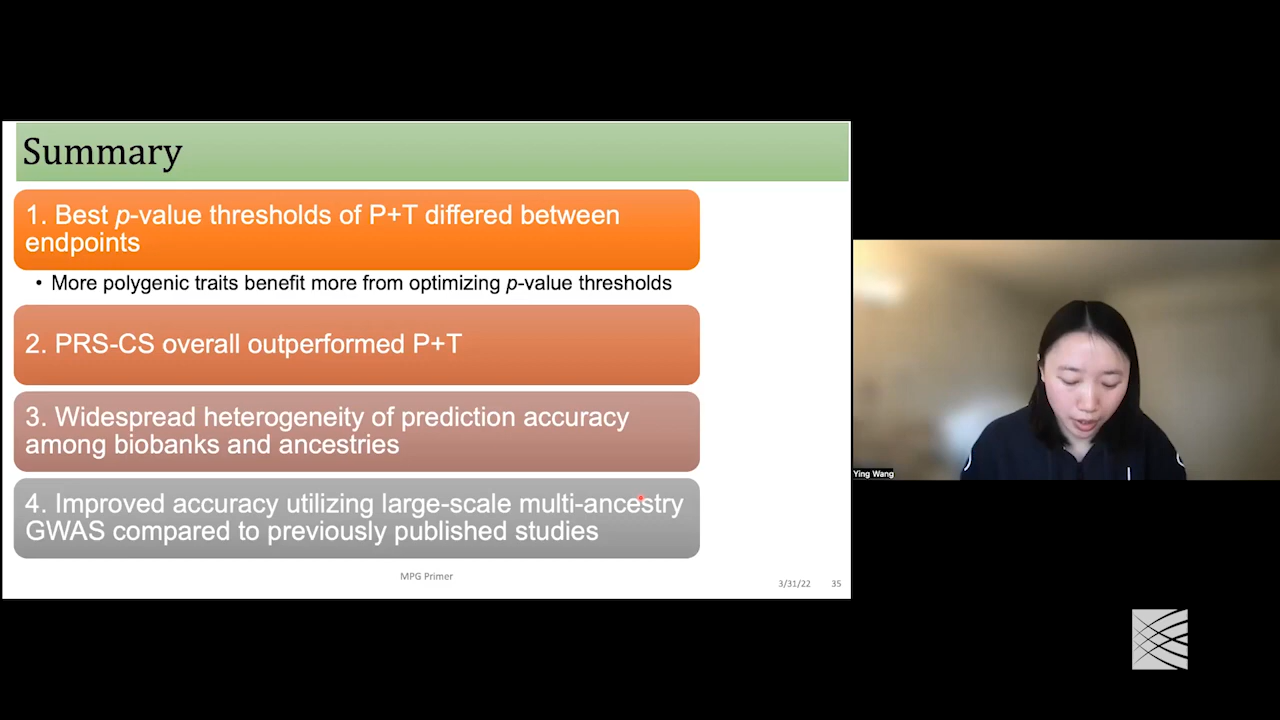 Summary
1. Best p-value thresholds of P+T differed between
endpoints
• More polygenic traits benefit more from optimizing p-value thresholds
2. PRS-CS overall outperformed P+T
3. Widespread heterogeneity of prediction accuracy
among biobanks and ancestries
4. Improved accuracy utilizing large-scale multi-ancestry
GWAS compared to previously published studies
MPG Primer
3/31/22
35
Ying Wang